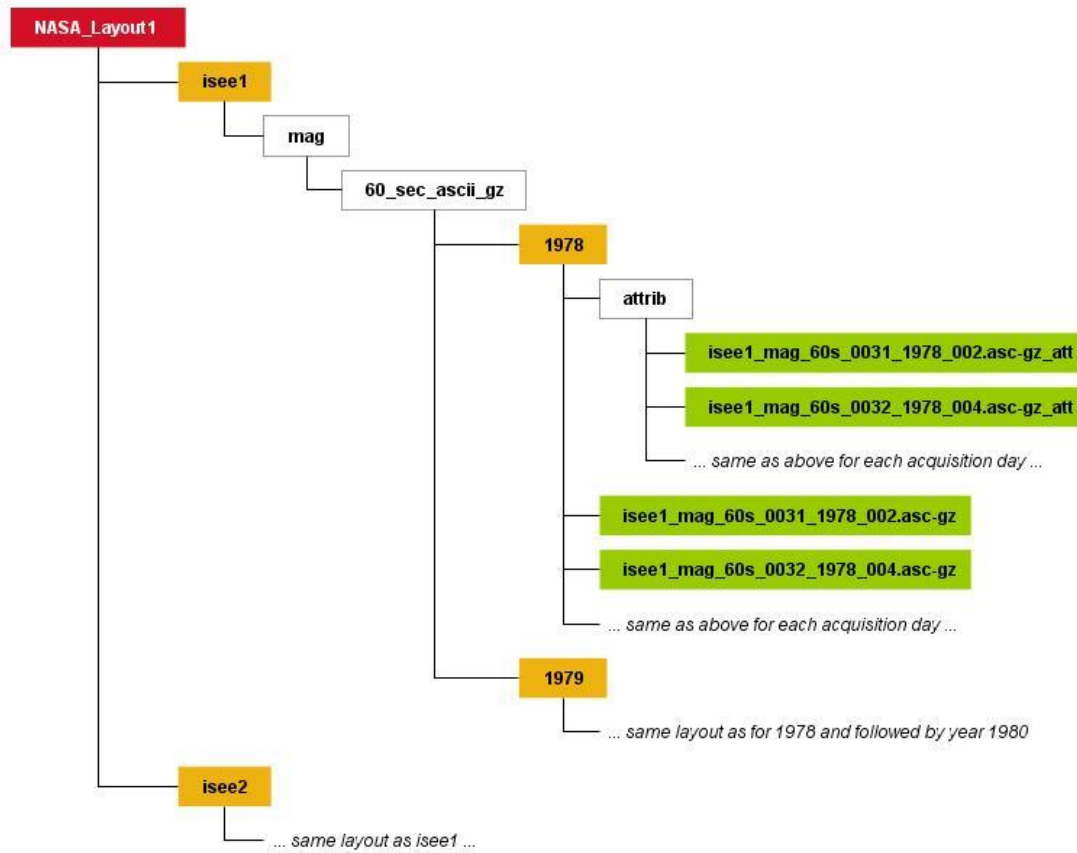 NASA_Layout1
isee1
mag
60_sec_ascii_gz
1978
attrib
isee1_mag_60s_0031_1978_002.asc-gz_att
isee1_mag_60s_0032_1978_004.asc-gz_att
... same as above for each acquisition day ...
isee1_mag_60s_0031_1978_002.asc-gz
isee1_mag_60s_0032_1978_004.asc-gz
... same as above for each acquisition day ...
1979
... same layout as for 1978 and followed by year 1980
isee2
... same layout as isee1 ...